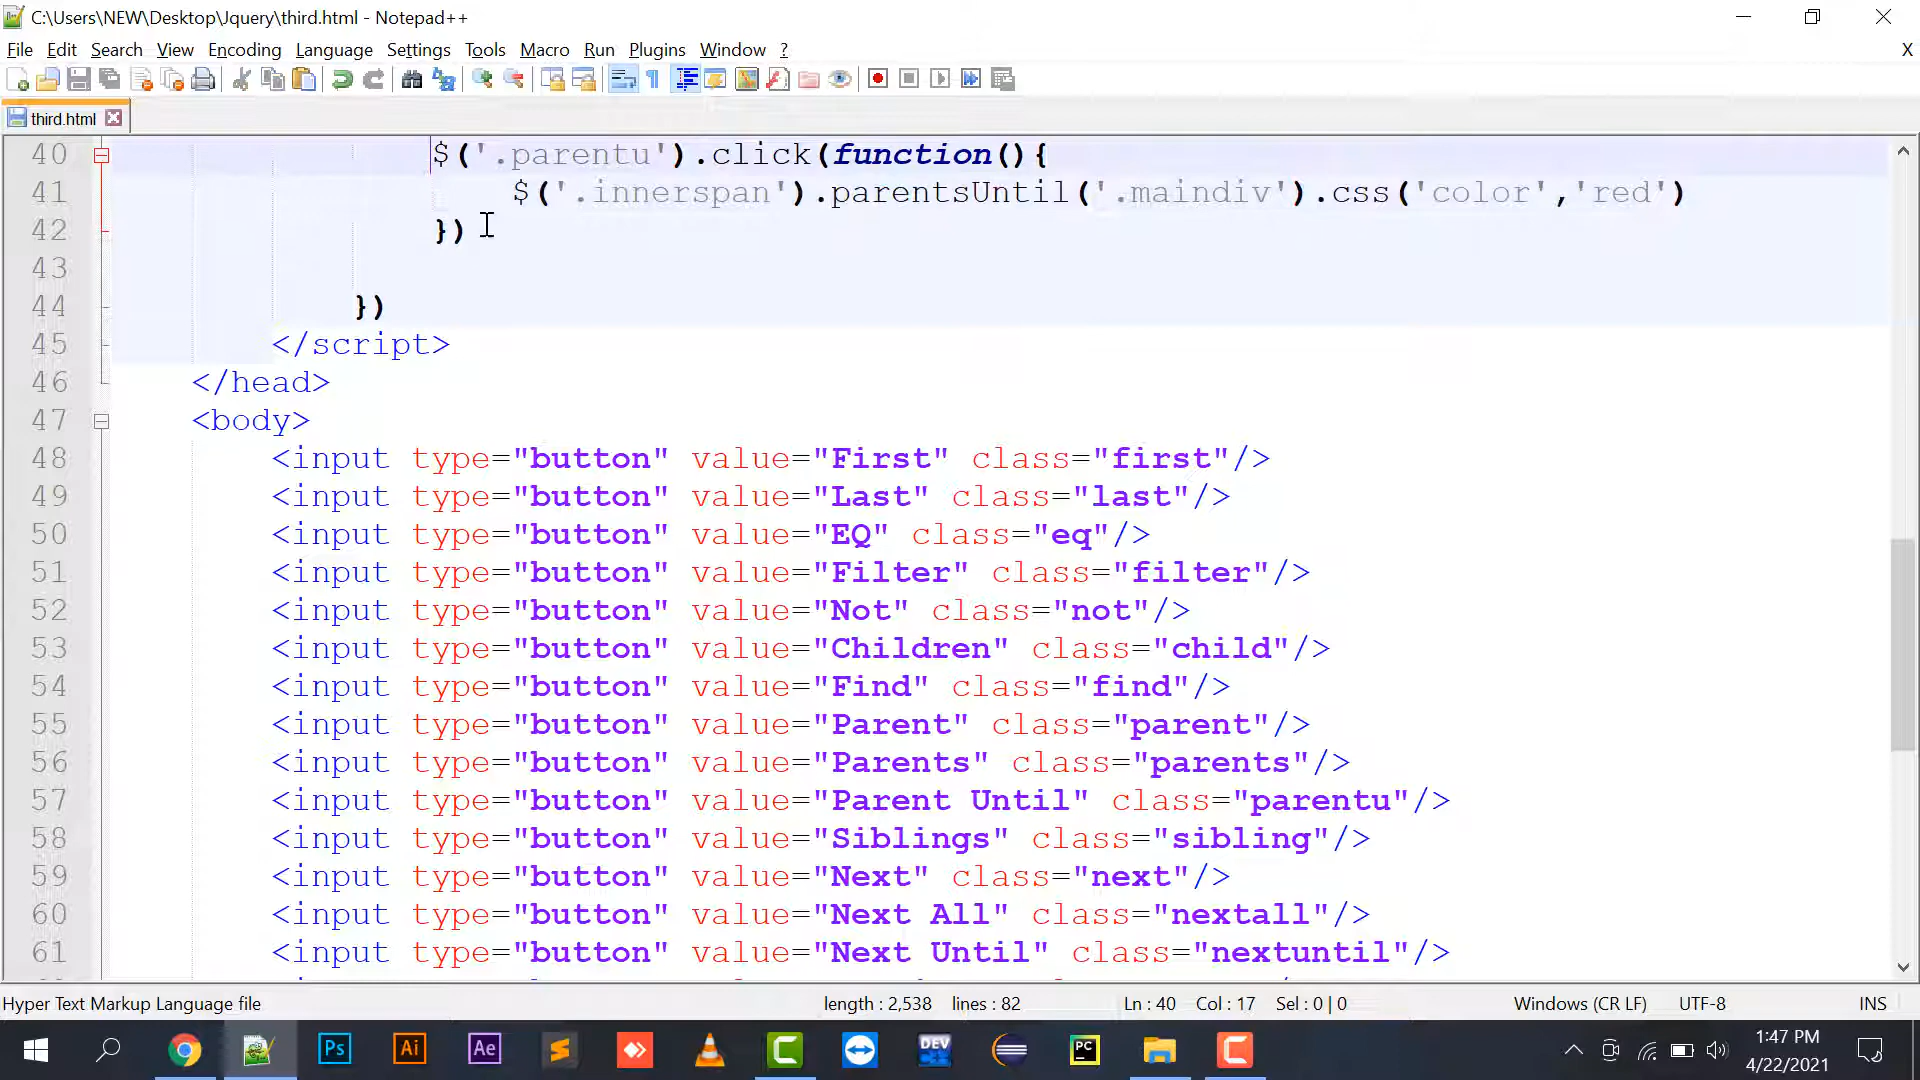 C:\Users\NEW\Desktop\Jquery\third.html - Notepad++
File Edit Search View Encoding Language Settings Tools Macro Run Plugins Window ? X
third.html
40 $('.parentu').click(function(){
41 $('.innerspan').parentsUntil('.maindiv').css('color','red')
42 })
43
44 })
45 </script>
46 </head>
47 <body>
48 <input type="button" value="First" class="first"/>
49 <input type="button" value="Last" class="last"/>
50 <input type="button" value="EQ" class="eq"/>
51 <input type="button" value="Filter" class="filter"/>
52 <input type="button" value="Not" class="not"/>
53 <input type="button" value="Children" class="child"/>
54 <input type="button" value="Find" class="find"/>
55 <input type="button" value="Parent" class="parent"/>
56 <input type="button" value="Parents" class="parents"/>
57 <input type="button" value="Parent Until" class="parentu"/>
58 <input type="button" value="Siblings" class="sibling"/>
59 <input type="button" value="Next" class="next"/>
60 <input type="button" value="Next All" class="nextall"/>
61 <input type="button" value="Next Until" class="nextuntil"/>
Hyper Text Markup Language file length : 2,538 lines : 82 Ln : 40 Col : 17 Sel : 0 | 0 Windows (CR LF) UTF-8 INS
Ps Ai Ae DEV PC
1:47 PM
4/22/2021